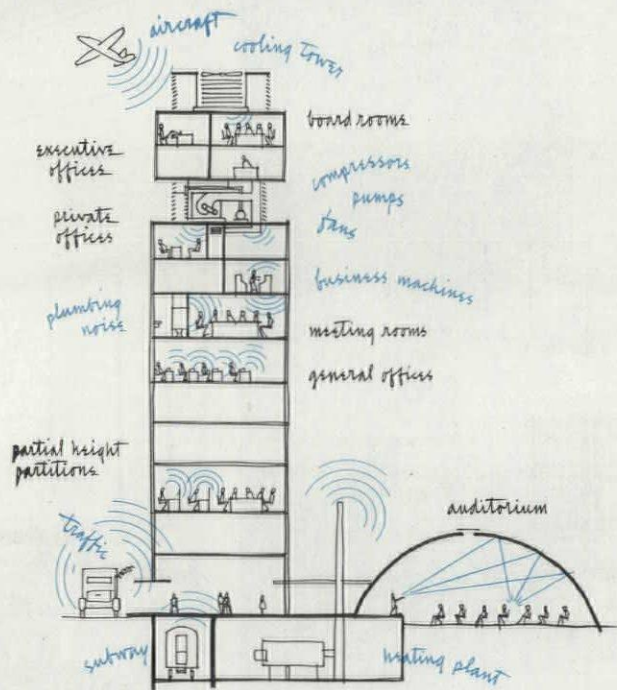 aircraft
cooling tower
board rooms
executive
offices
compressors
pumps
fans
private
offices
business machines
plumbing
noise
meeting rooms
general offices
partial height
partitions
auditorium
traffic
subway
heating plant